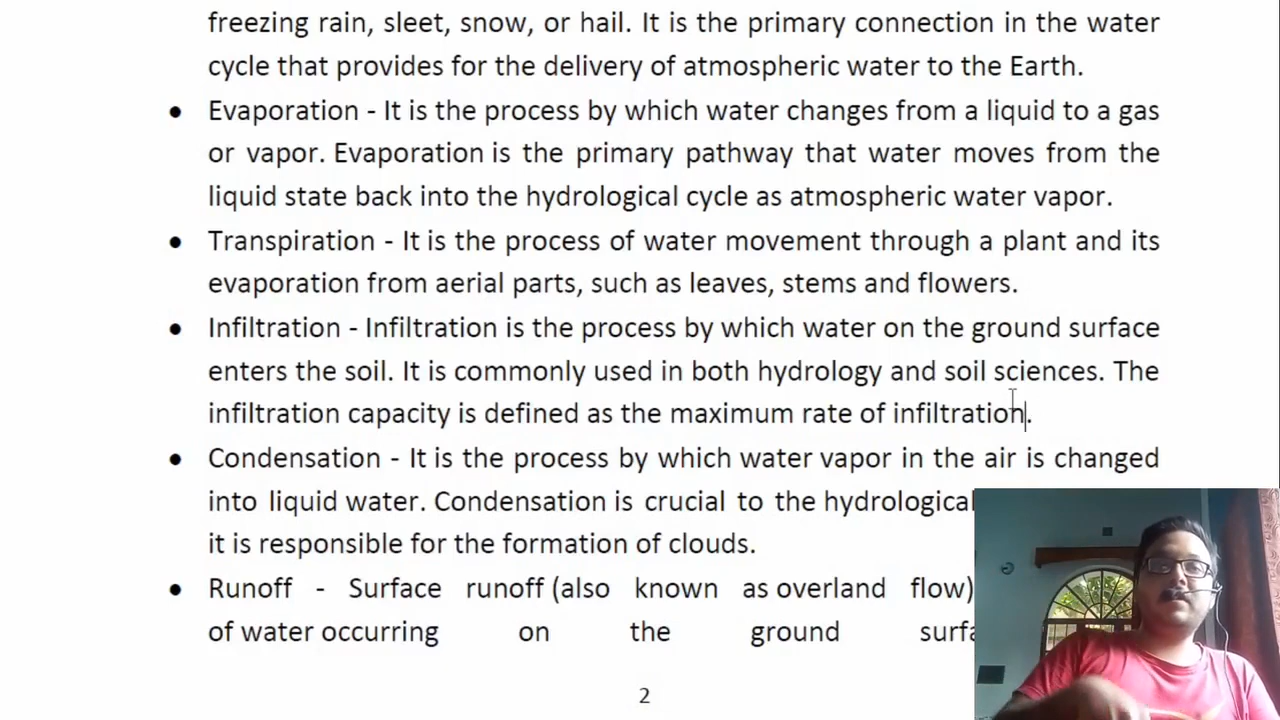 freezing rain, sleet, snow, or hail. It is the primary connection in the water
cycle that provides for the delivery of atmospheric water to the Earth.
● Evaporation - It is the process by which water changes from a liquid to a gas
or vapor. Evaporation is the primary pathway that water moves from the
liquid state back into the hydrological cycle as atmospheric water vapor.
● Transpiration - It is the process of water movement through a plant and its
evaporation from aerial parts, such as leaves, stems and flowers.
● Infiltration - Infiltration is the process by which water on the ground surface
enters the soil. It is commonly used in both hydrology and soil sciences. The
infiltration capacity is defined as the maximum rate of infiltration.
● Condensation - It is the process by which water vapor in the air is changed
into liquid water. Condensation is crucial to the hydrological
it is responsible for the formation of clouds.
● Runoff - Surface runoff (also known as overland flow)
of water occurring on the ground
2